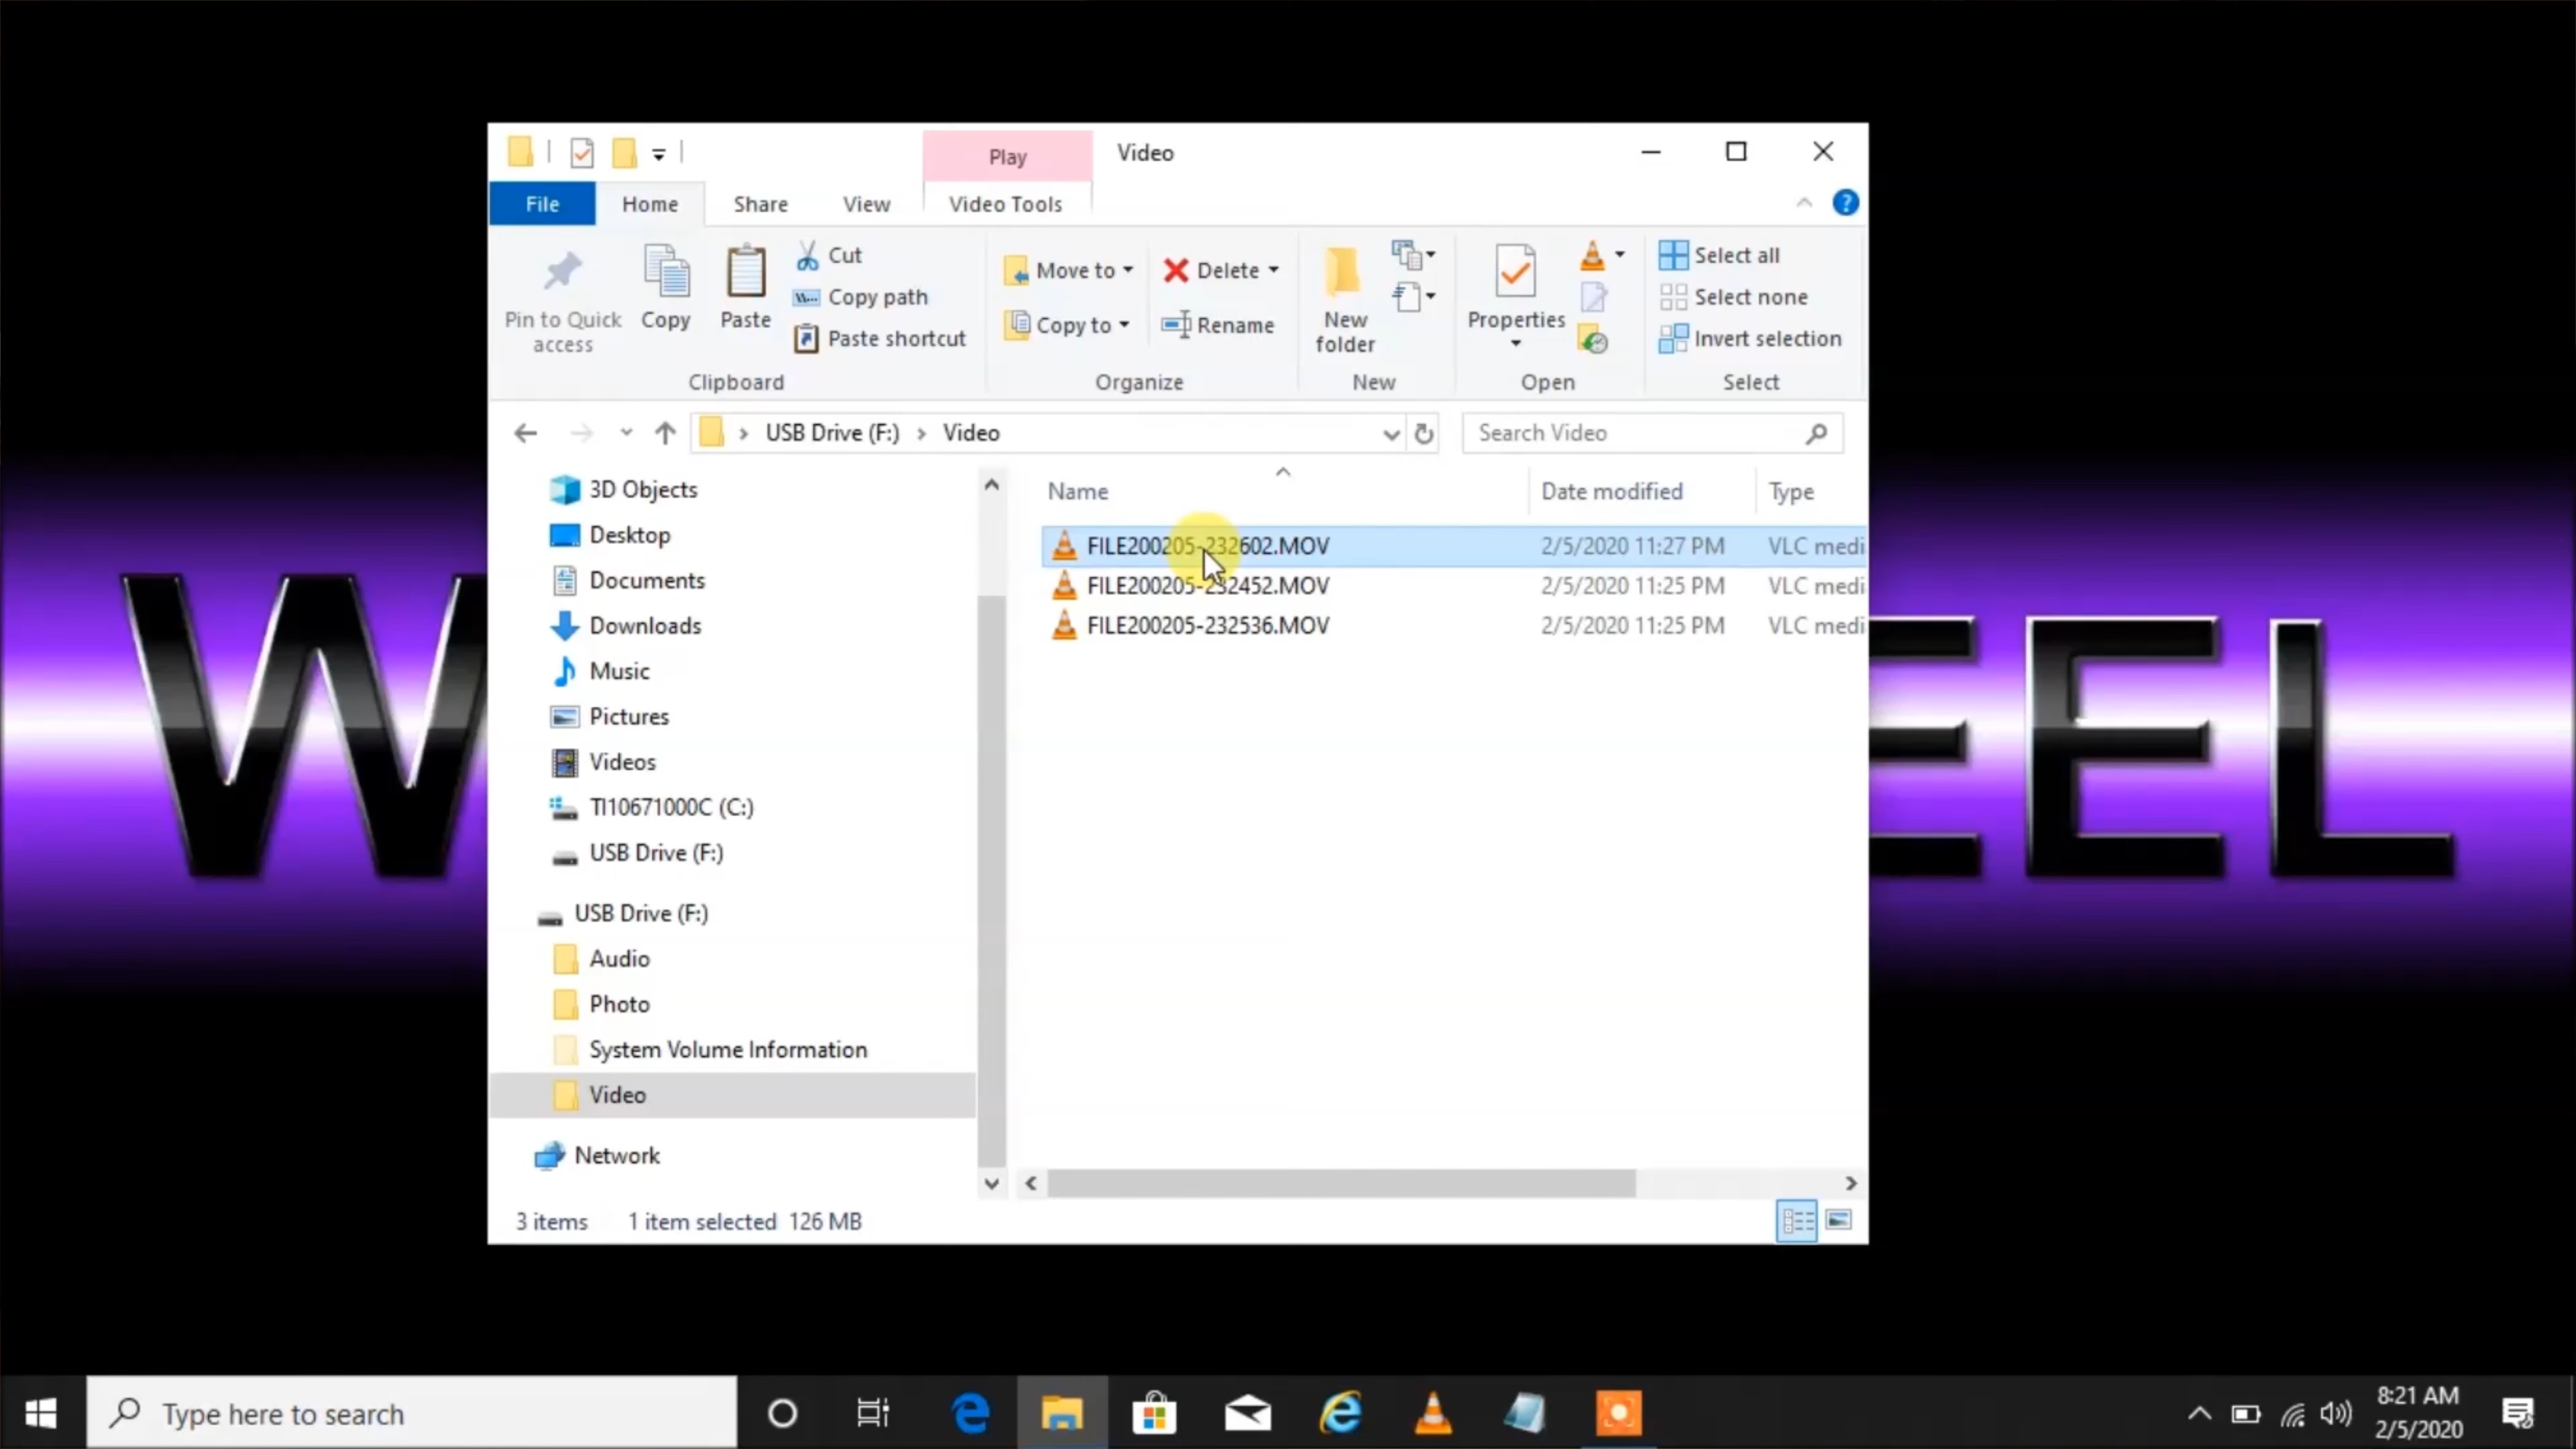 Play
Video
File
Home
Share
View
Video Tools
Pin to Quick
access
Copy
Paste
Cut
Copy path
Paste shortcut
Clipboard
Move to
Copy to
Delete
Rename
Organize
New
folder
New
Properties
Open
Select all
Select none
Invert selection
Select
USB Drive (F:) > Video
Search Video
3D Objects
Desktop
Documents
Downloads
Music
Pictures
Videos
TI10671000C (C:)
USB Drive (F:)
USB Drive (F:)
Audio
Photo
System Volume Information
Video
Network
Name Date modified Type
FILE200205-232602.MOV 2/5/2020 11:27 PM VLC medi
FILE200205-232452.MOV 2/5/2020 11:25 PM VLC medi
FILE200205-232536.MOV 2/5/2020 11:25 PM VLC medi
3 items 1 item selected 126 MB
W
EEL
Type here to search
8:21 AM
2/5/2020